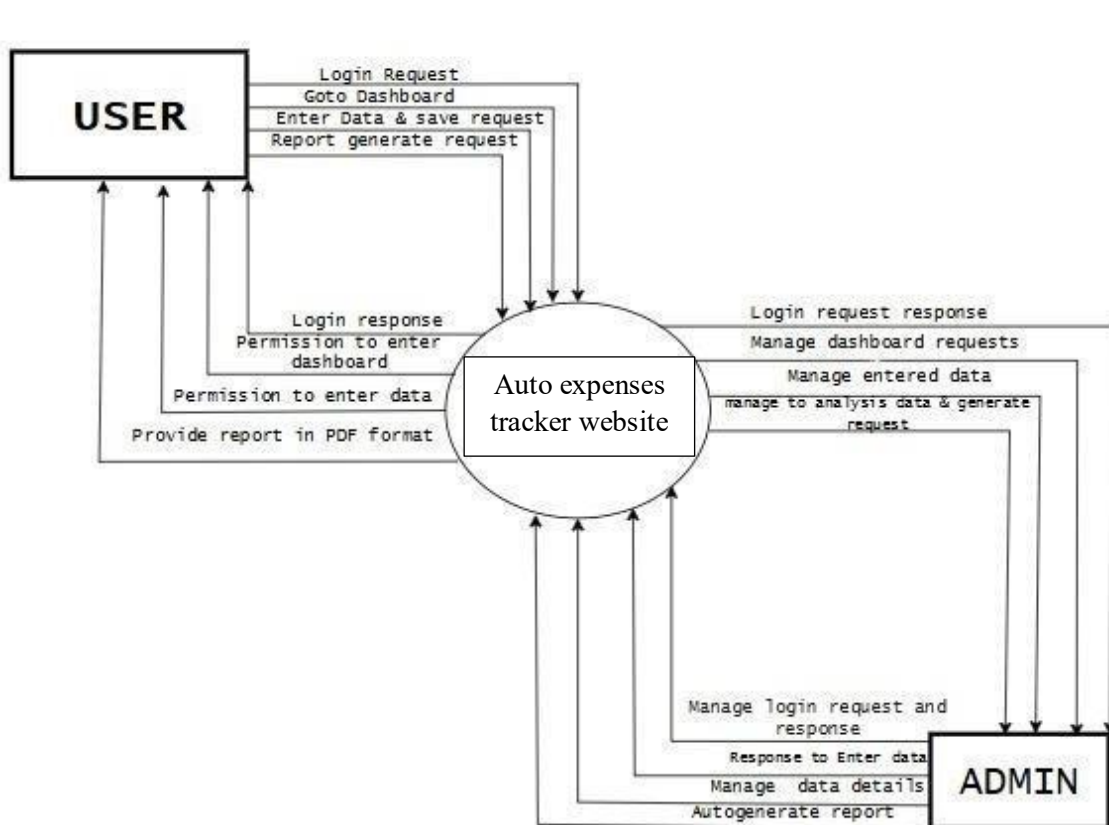 USER
Login Request
Goto Dashboard
Enter Data & save request
Report generate request
Login response
Permission to enter
dashboard
Permission to enter data
Provide report in PDF format
Auto expenses
tracker website
Login request response
Manage dashboard requests
Manage entered data
manage to analysis data & generate
request
Manage login request and
response
Response to Enter data
Manage data details
Autogenerate report
ADMIN